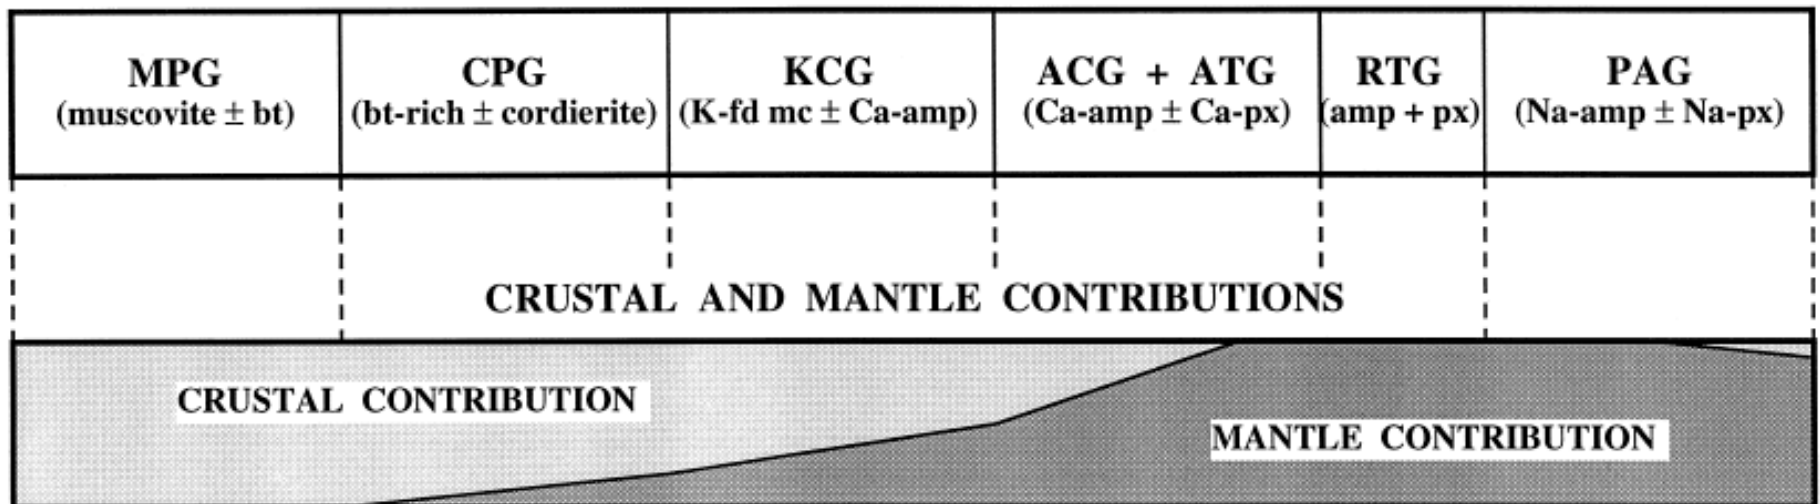 MPG
(muscovite ± bt)
CPG
(bt-rich ± cordierite)
KCG
(K-fd mc ± Ca-amp)
ACG + ATG
(Ca-amp ± Ca-px)
RTG
(amp + px)
PAG
(Na-amp ± Na-px)
CRUSTAL AND MANTLE CONTRIBUTIONS
CRUSTAL CONTRIBUTION
MANTLE CONTRIBUTION